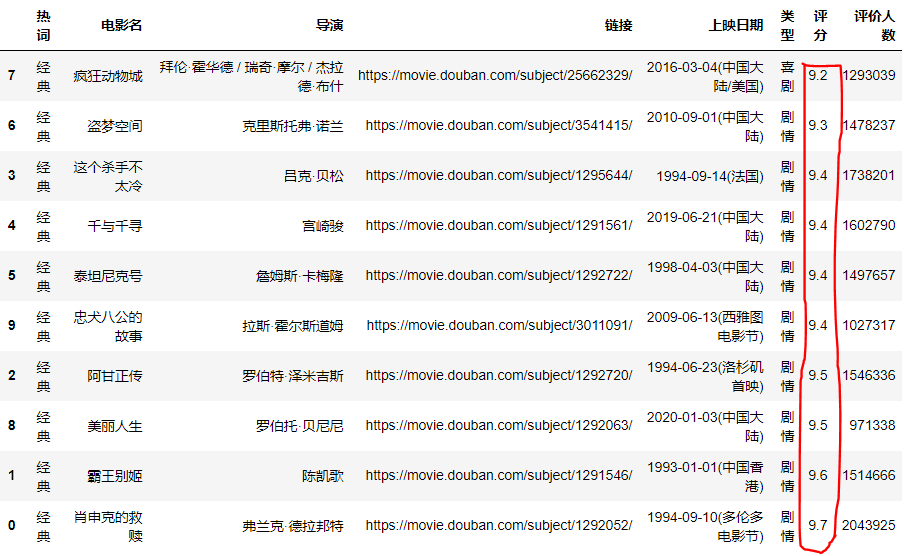 热词 电影名 导演 链接 上映日期 类型 评分 评价人数
7 经典 疯狂动物城 拜伦·霍华德 / 瑞奇·摩尔 / 杰拉德·布什 https://movie.douban.com/subject/25662329/ 2016-03-04(中国大陆/美国) 喜剧 9.2 1293039
6 经典 盗梦空间 克里斯托弗·诺兰 https://movie.douban.com/subject/3541415/ 2010-09-01(中国大陆) 剧情 9.3 1478237
3 经典 这个杀手不太冷 吕克·贝松 https://movie.douban.com/subject/1295644/ 1994-09-14(法国) 剧情 9.4 1738201
4 经典 千与千寻 宫崎骏 https://movie.douban.com/subject/1291561/ 2019-06-21(中国大陆) 剧情 9.4 1602790
5 经典 泰坦尼克号 詹姆斯·卡梅隆 https://movie.douban.com/subject/1292722/ 1998-04-03(中国大陆) 剧情 9.4 1497657
9 经典 忠犬八公的故事 拉斯·霍尔斯道姆 https://movie.douban.com/subject/3011091/ 2009-06-13(西雅图电影节) 剧情 9.4 1027317
2 经典 阿甘正传 罗伯特·泽米吉斯 https://movie.douban.com/subject/1292720/ 1994-06-23(洛杉矶首映) 剧情 9.5 1546336
8 经典 美丽人生 罗伯托·贝尼尼 https://movie.douban.com/subject/1292063/ 2020-01-03(中国大陆) 剧情 9.5 971338
1 经典 霸王别姬 陈凯歌 https://movie.douban.com/subject/1291546/ 1993-01-01(中国香港) 剧情 9.6 1514666
0 经典 肖申克的救赎 弗兰克·德拉邦特 https://movie.douban.com/subject/1292052/ 1994-09-10(多伦多电影节) 剧情 9.7 2043925